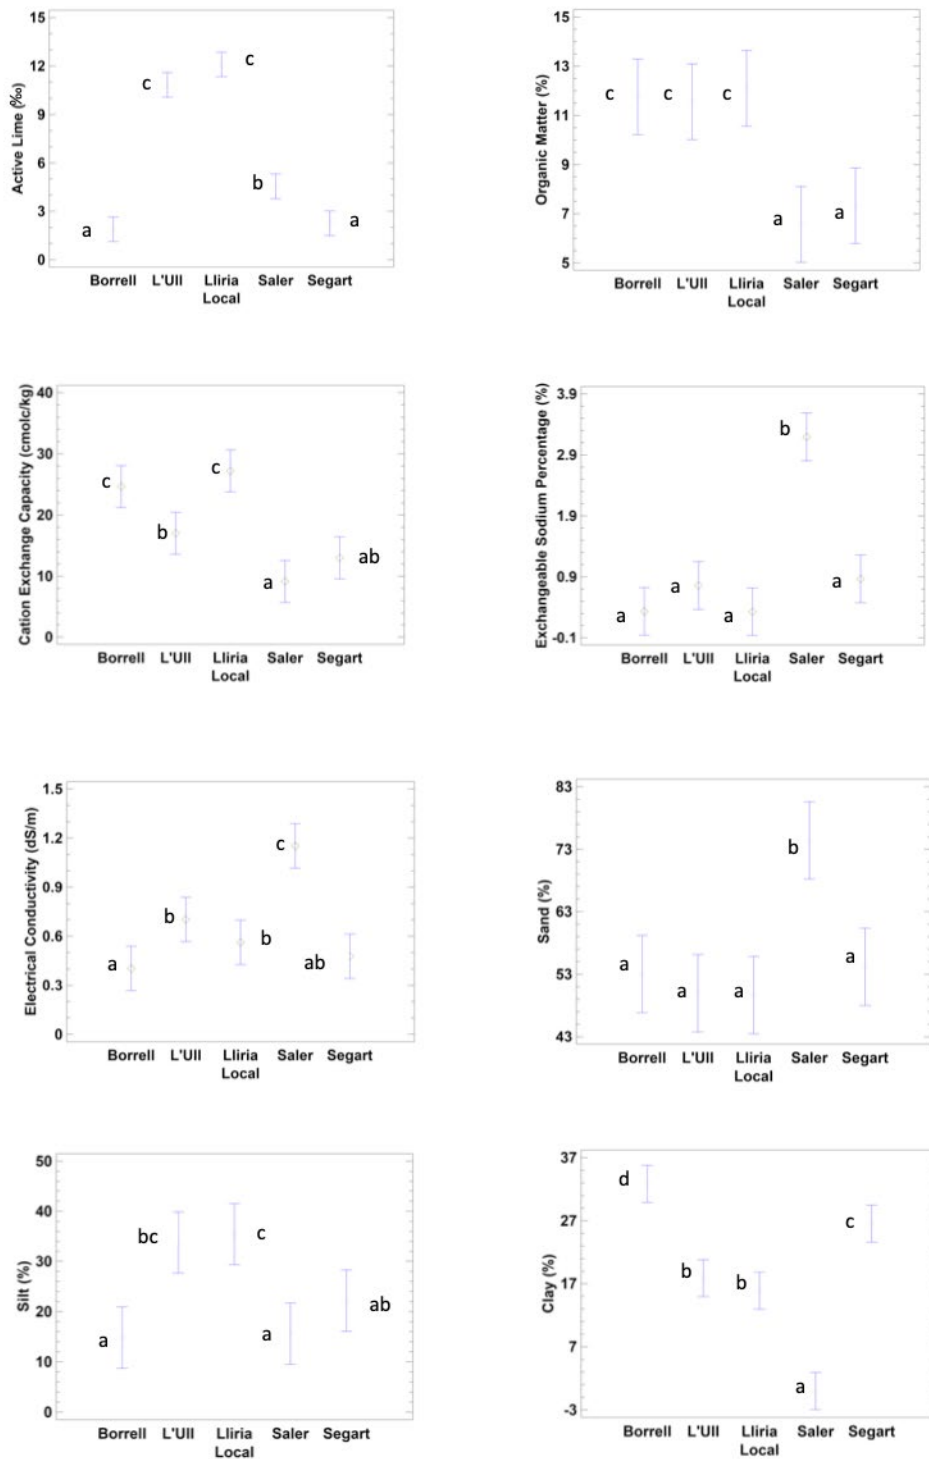 Active Lime (‰)
15
12
9
6
3
0
a
c
c
b
a
Borrell L'Ull Lliria Saler Segart
Local
Organic Matter (%)
15
13
11
9
7
5
c
c
c
a
a
Borrell L'Ull Lliria Saler Segart
Local
Cation Exchange Capacity (cmolc/kg)
40
30
20
10
0
c
b
c
a
ab
Borrell L'Ull Lliria Saler Segart
Local
Exchangeable Sodium Percentage (%)
3.9
2.9
1.9
0.9
-0.1
a
a
a
b
a
Borrell L'Ull Lliria Saler Segart
Local
Electrical Conductivity (dS/m)
1.5
1.2
0.9
0.6
0.3
0
a
b
b
c
ab
Borrell L'Ull Lliria Saler Segart
Local
Sand (%)
83
73
63
53
43
a
a
a
b
a
Borrell L'Ull Lliria Saler Segart
Local
Silt (%)
50
40
30
20
10
0
a
bc
c
a
ab
Borrell L'Ull Lliria Saler Segart
Local
Clay (%)
37
27
17
7
-3
d
b
b
a
c
Borrell L'Ull Lliria Saler Segart
Local